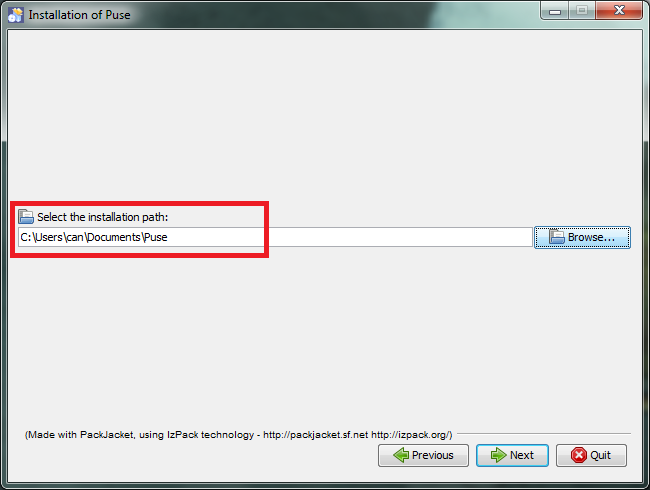 Installation of Puse
Select the installation path:
C:\Users\can\Documents\Puse
Browse...
(Made with PackJacket, using IzPack technology - http://packjacket.sf.net http://izpack.org/)
Previous
Next
Quit